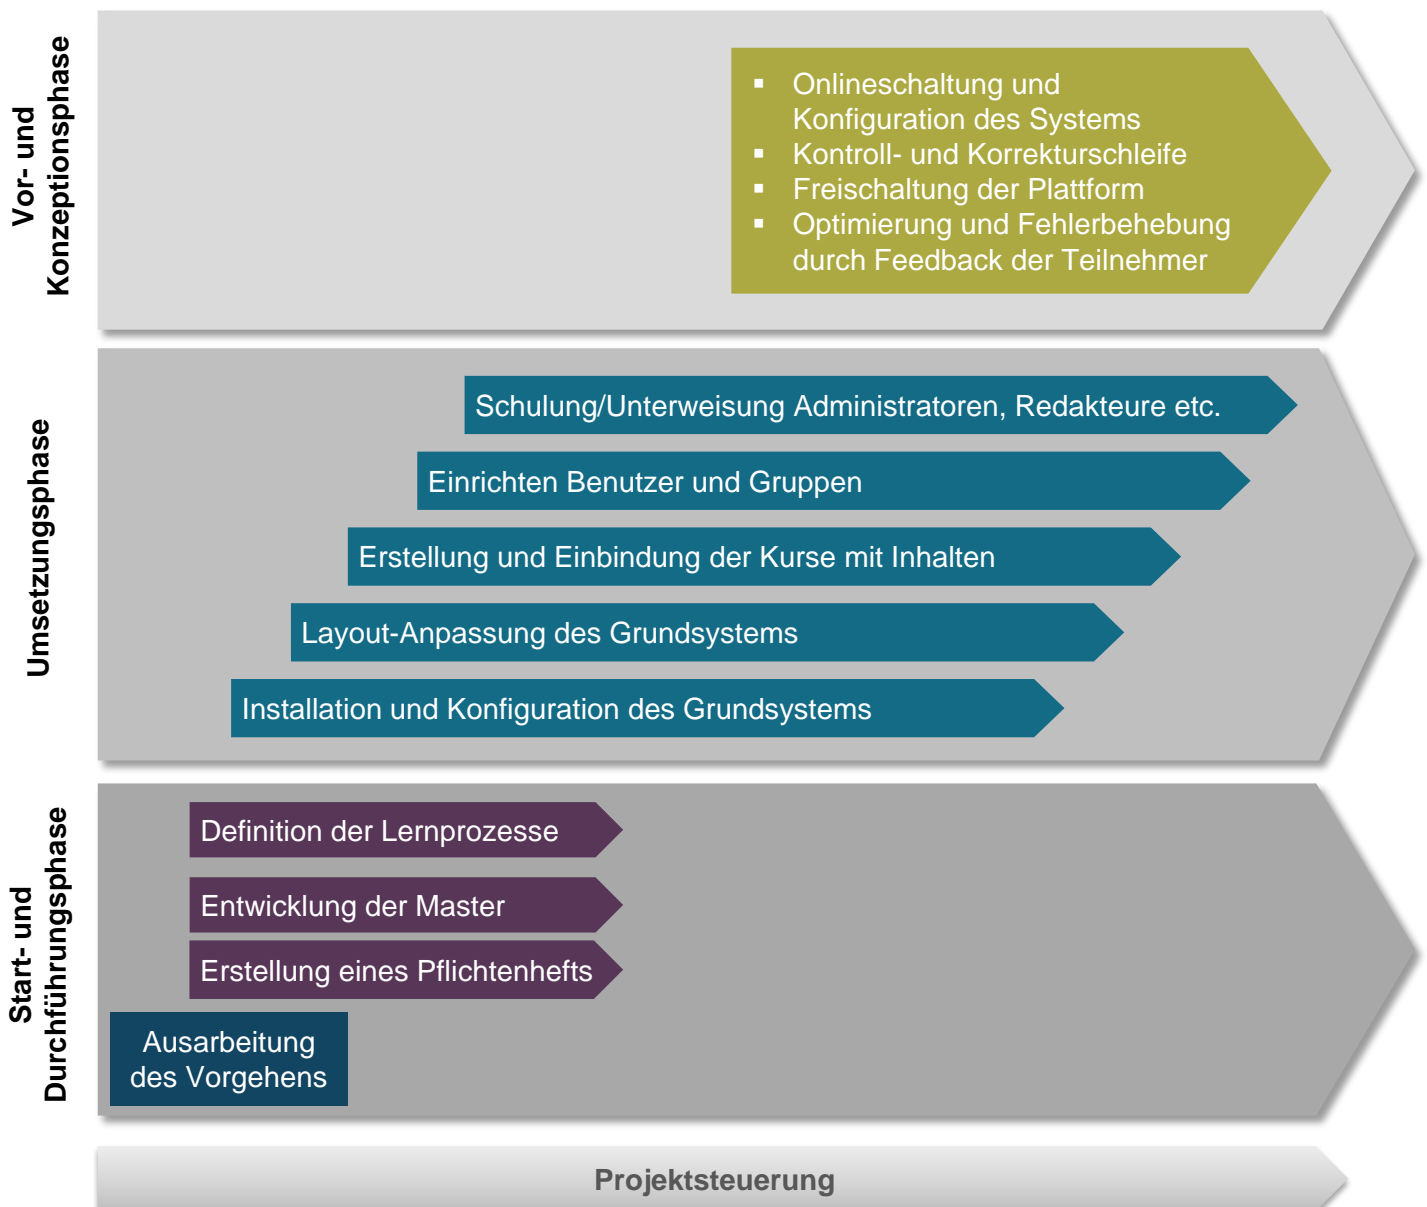 Vor- und
Konzeptionsphase
▪ Onlineschaltung und
Konfiguration des Systems
▪ Kontroll- und Korrekturschleife
▪ Freischaltung der Plattform
▪ Optimierung und Fehlerbehebung
durch Feedback der Teilnehmer
Umsetzungsphase
Schulung/Unterweisung Administratoren, Redakteure etc.
Einrichten Benutzer und Gruppen
Erstellung und Einbindung der Kurse mit Inhalten
Layout-Anpassung des Grundsystems
Installation und Konfiguration des Grundsystems
Start- und
Durchführungsphase
Definition der Lernprozesse
Entwicklung der Master
Erstellung eines Pflichtenhefts
Ausarbeitung
des Vorgehens
Projektsteuerung